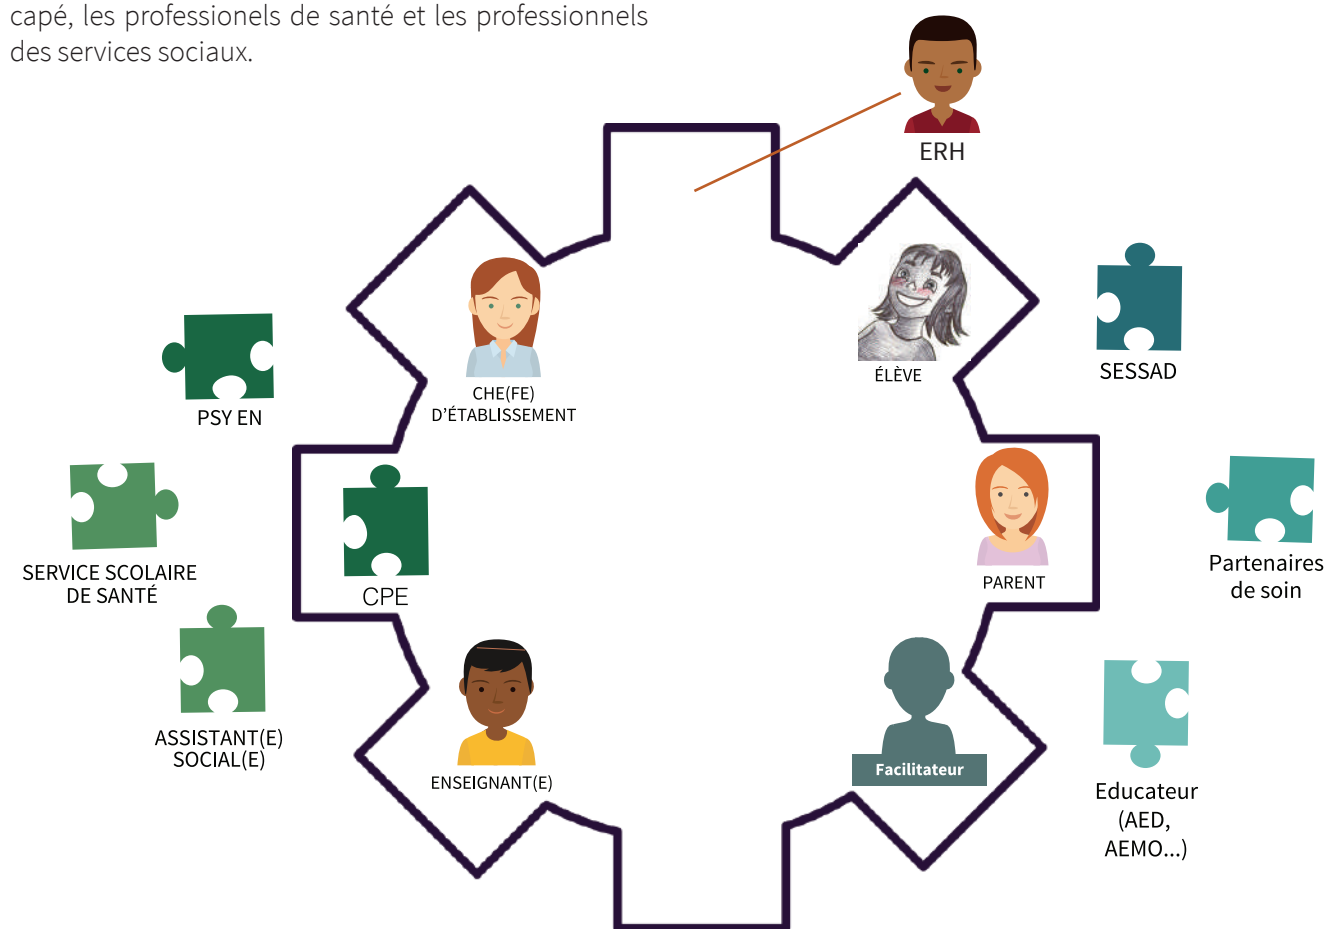 capé, les professionels de santé et les professionnels
des services sociaux.
ERH
ÉLÈVE
SESSAD
CHE(FE)
D'ÉTABLISSEMENT
PSY EN
PARENT
Partenaires
de soin
SERVICE SCOLAIRE
DE SANTÉ
CPE
ASSISTANT(E)
SOCIAL(E)
ENSEIGNANT(E)
Facilitateur
Educateur
(AED,
AEMO...)